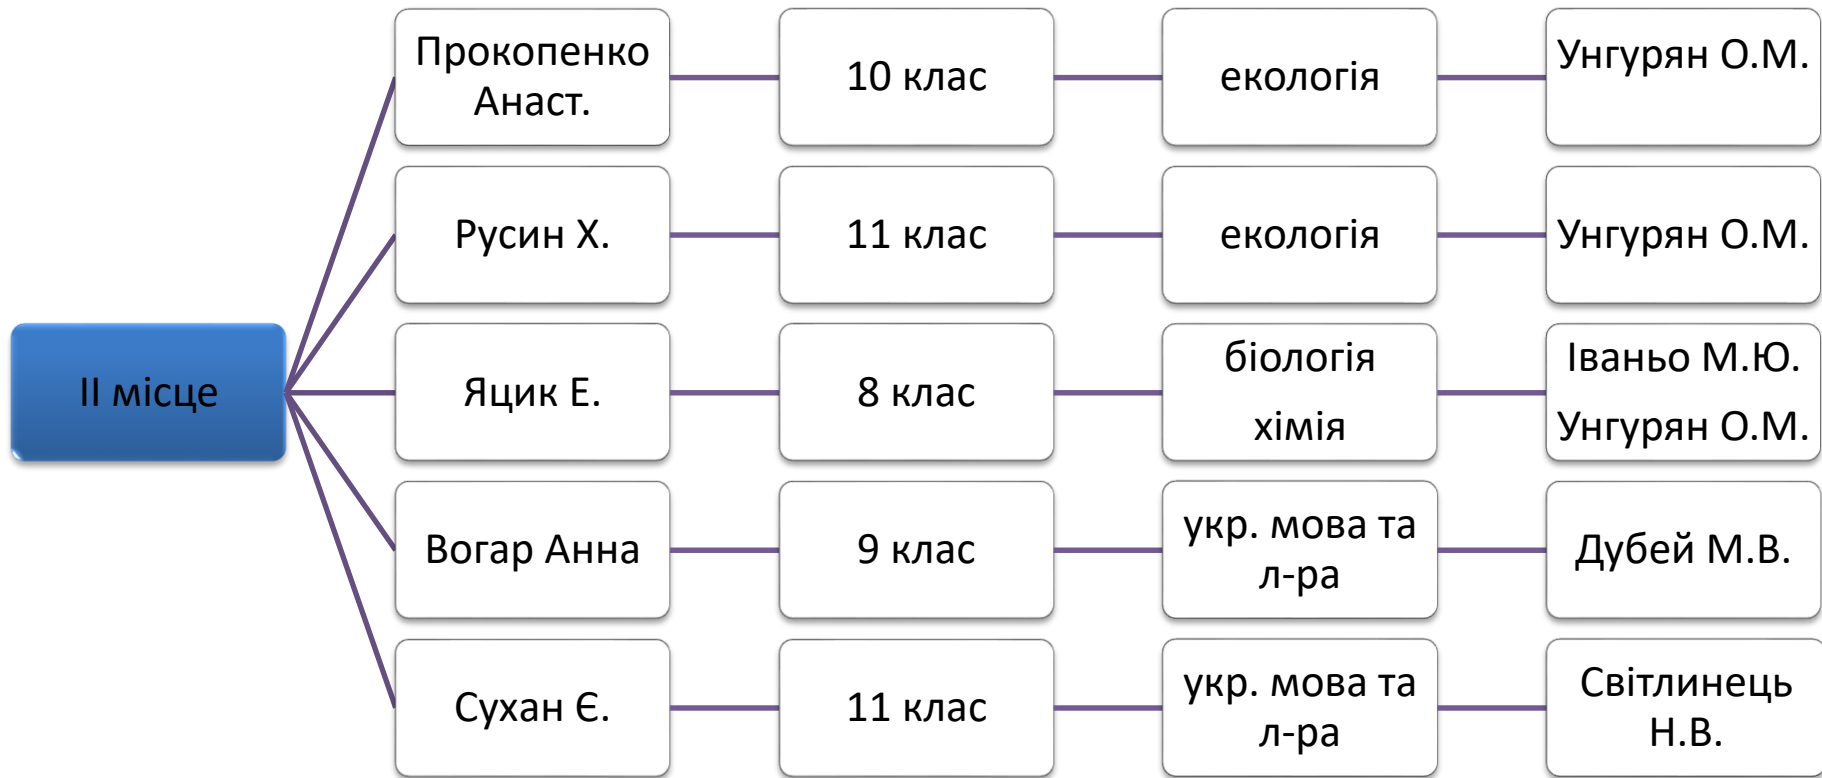 ІІ місце
Прокопенко
Анаст.
10 клас
екологія
Унгурян О.М.
Русин Х.
11 клас
екологія
Унгурян О.М.
Яцик Е.
8 клас
біологія
хімія
Іваньо М.Ю.
Унгурян О.М.
Вогар Анна
9 клас
укр. мова та
л-ра
Дубей М.В.
Сухан Є.
11 клас
укр. мова та
л-ра
Світлинець
Н.В.